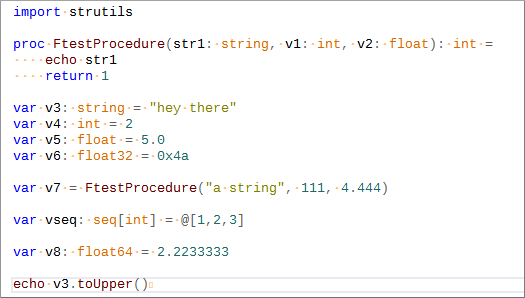 import strutils
proc FtestProcedure(str1: string, v1: int, v2: float): int =
    echo str1
    return 1
var v3: string = "hey there"
var v4: int = 2
var v5: float = 5.0
var v6: float32 = 0x4a
var v7 = FtestProcedure("a string", 111, 4.444)
var vseq: seq[int] = @[1,2,3]
var v8: float64 = 2.2233333
echo v3.toUpper()